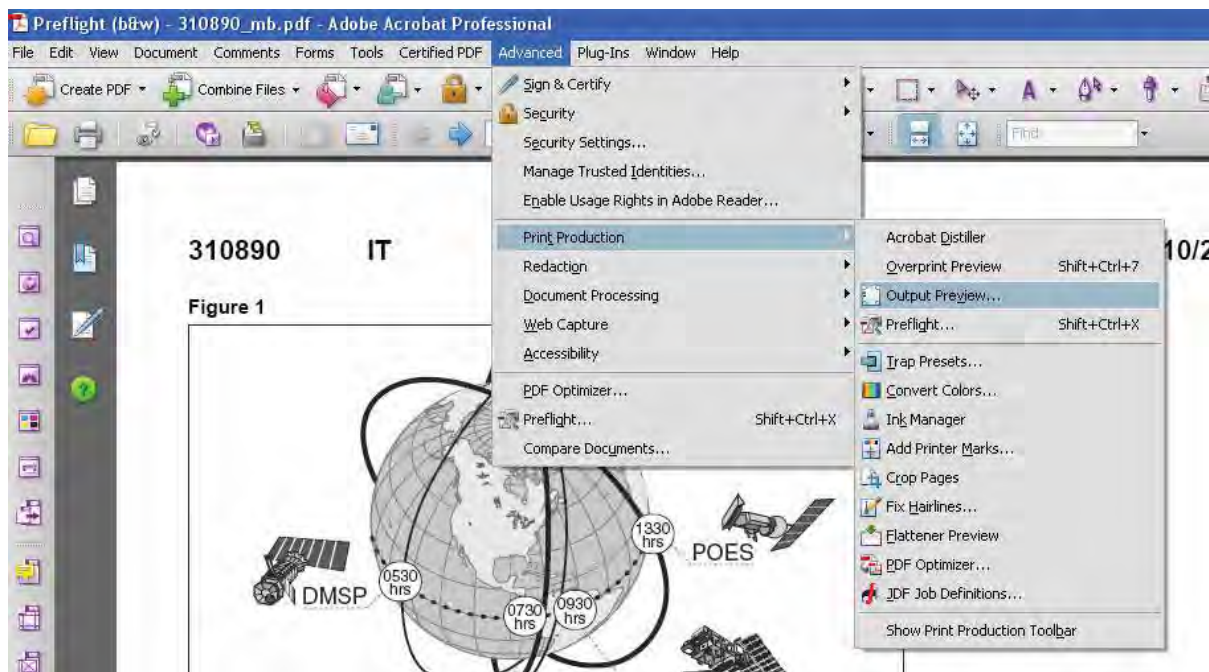 Preflight (b&w) - 310890_mb.pdf - Adobe Acrobat Professional
File Edit View Document Comments Forms Tools Certified PDF Advanced Plug-Ins Window Help
Create PDF Combine Files
Find
Sign & Certify
Security
Security Settings...
Manage Trusted Identities...
Enable Usage Rights in Adobe Reader...
Print Production
Redaction
Document Processing
Web Capture
Accessibility
PDF Optimizer...
Preflight... Shift+Ctrl+X
Compare Documents...
Acrobat Distiller
Overprint Preview Shift+Ctrl+7
Output Preview...
Preflight... Shift+Ctrl+X
Trap Presets...
Convert Colors...
Ink Manager
Add Printer Marks...
Crop Pages
Fix Hairlines...
Flattener Preview
PDF Optimizer...
JDF Job Definitions...
Show Print Production Toolbar
310890 IT 10/2
Figure 1
1330
hrs
POES
0530
hrs
DMSP
0730
hrs
0930
hrs